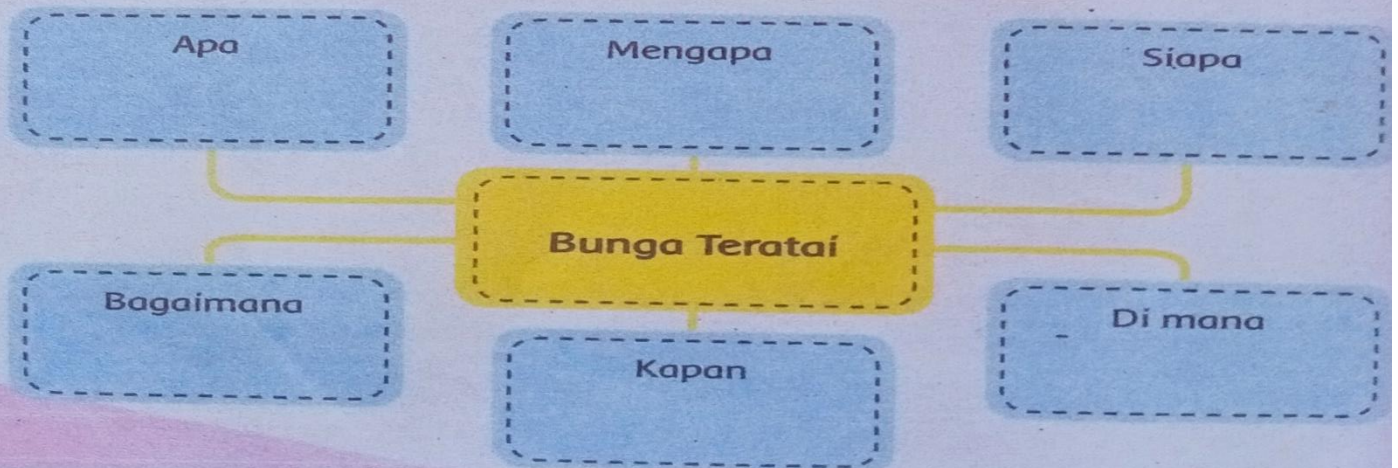 Apa
Mengapa
Siapa
Bunga Teratai
Bagaimana
Kapan
Di mana